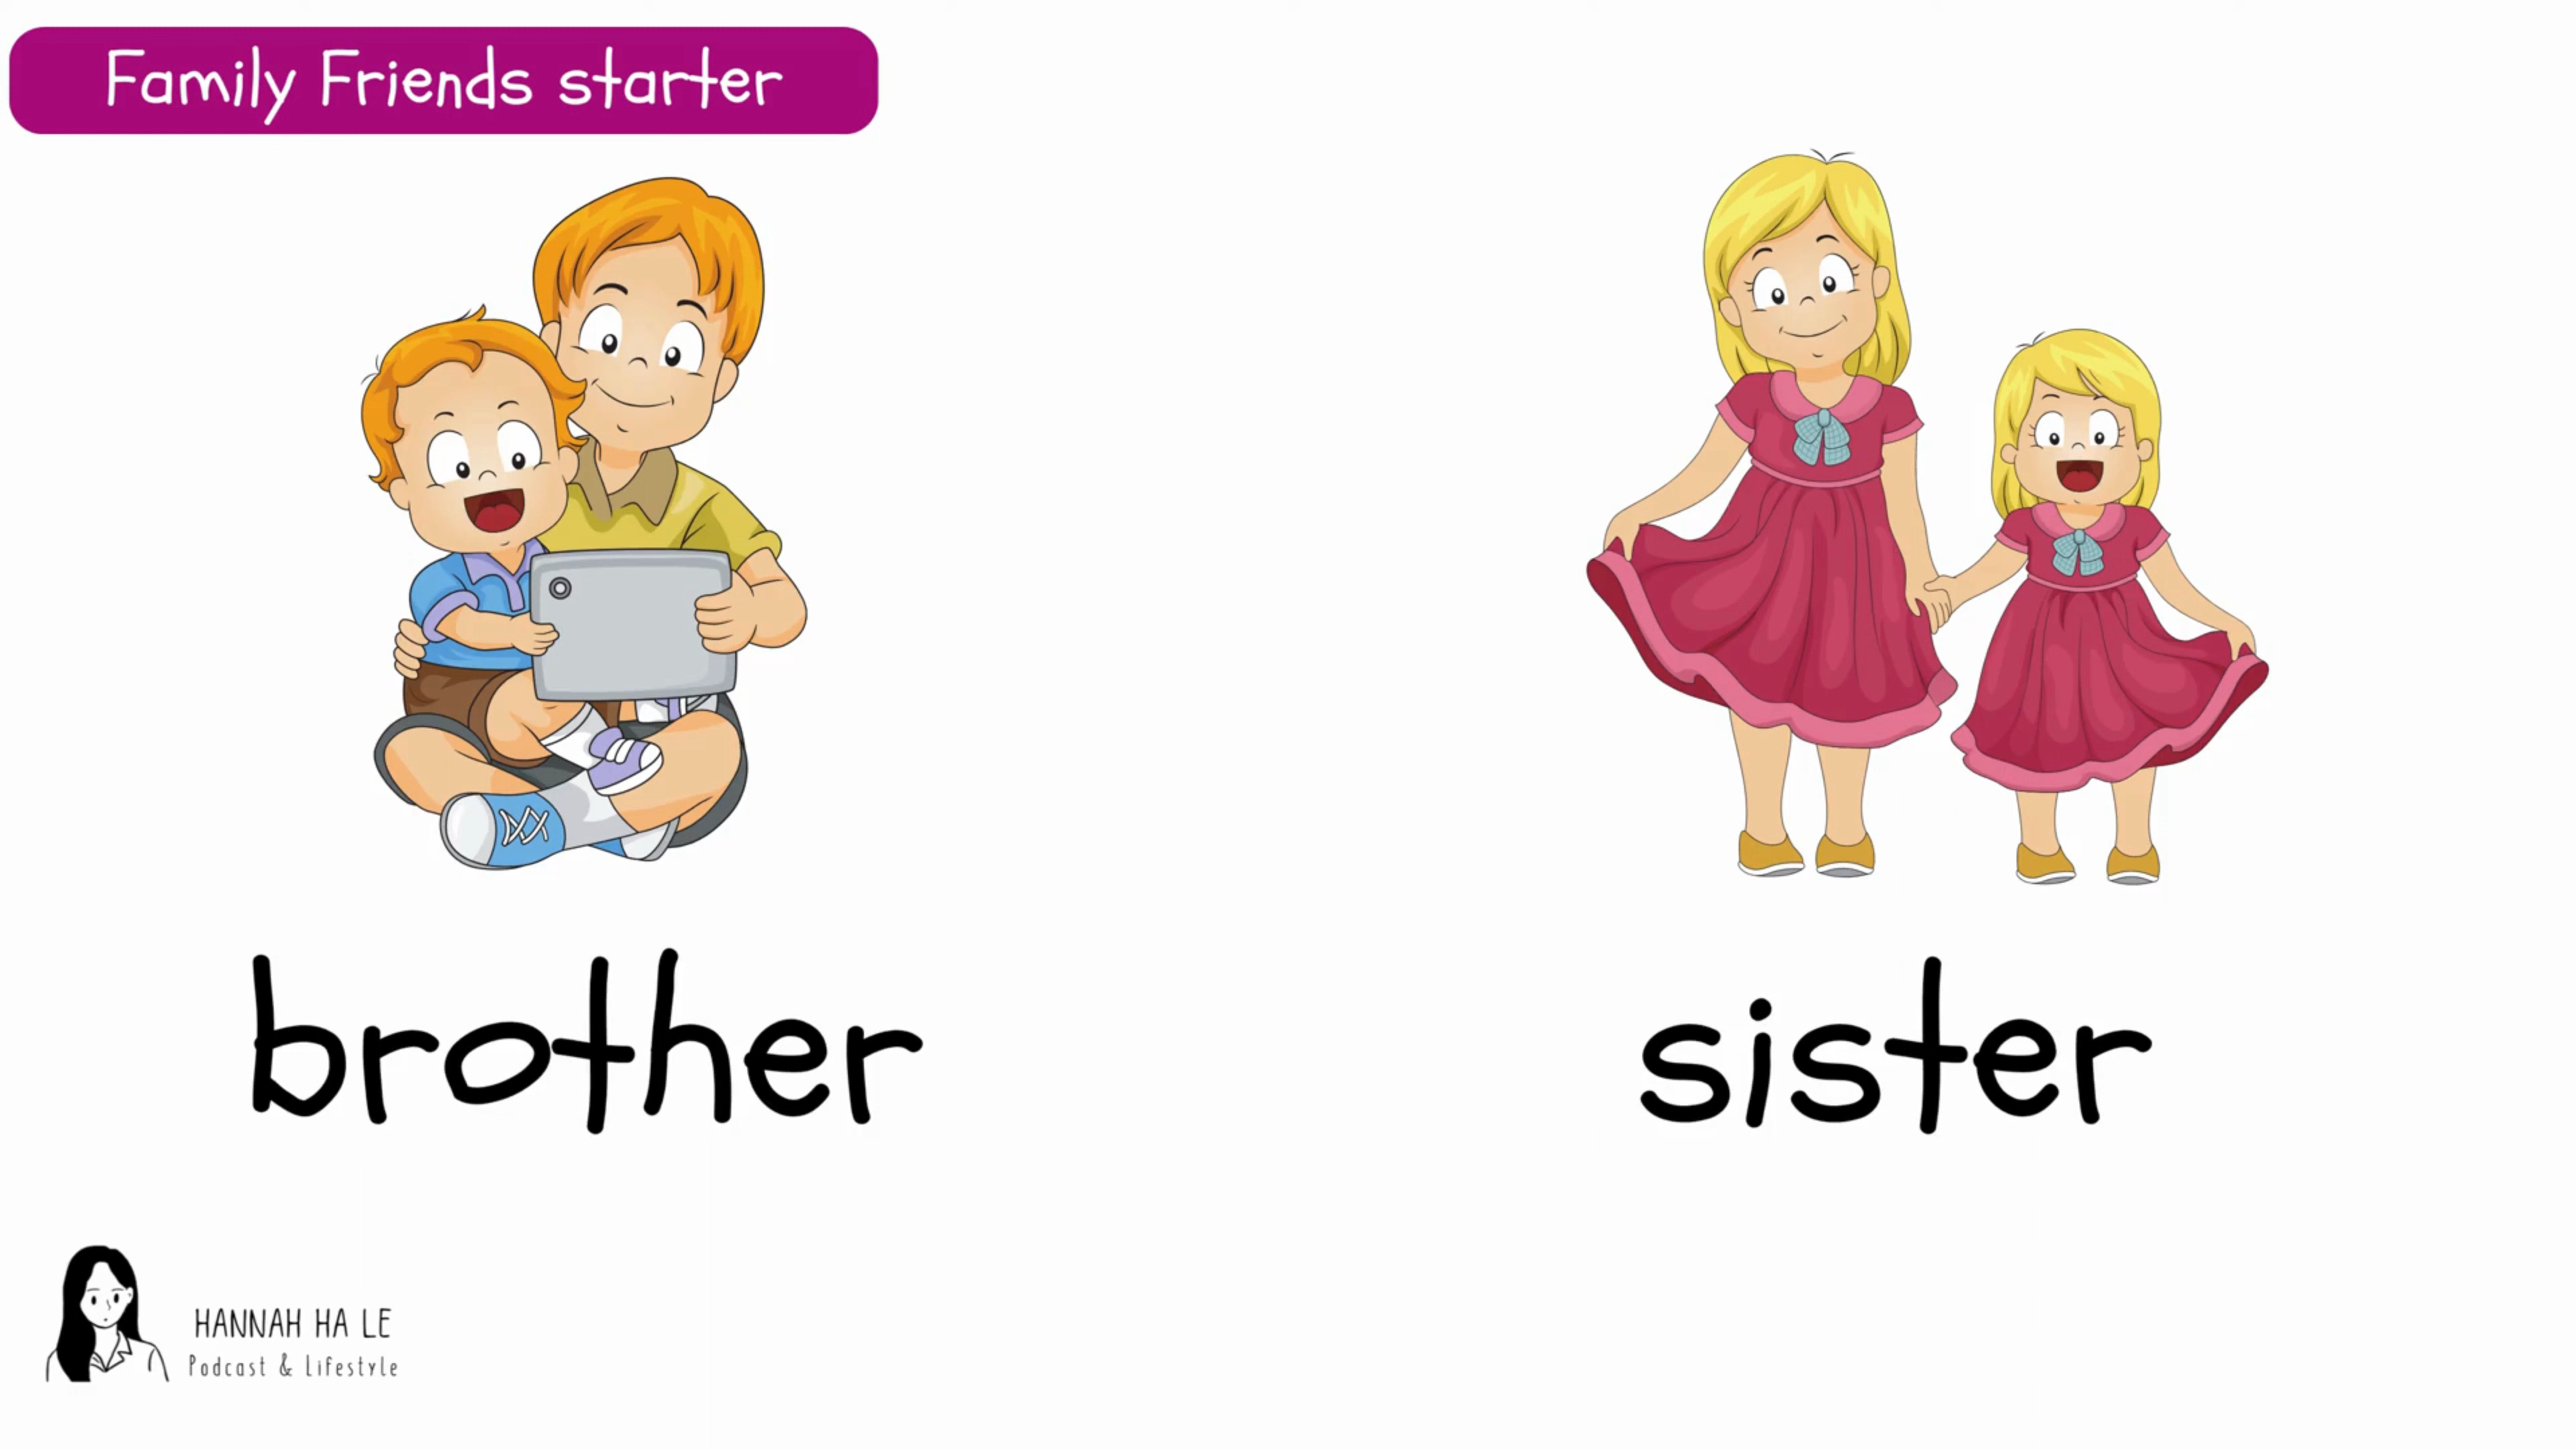 Family Friends starter
brother
sister
HANNAH HA LE
Podcast & Lifestyle